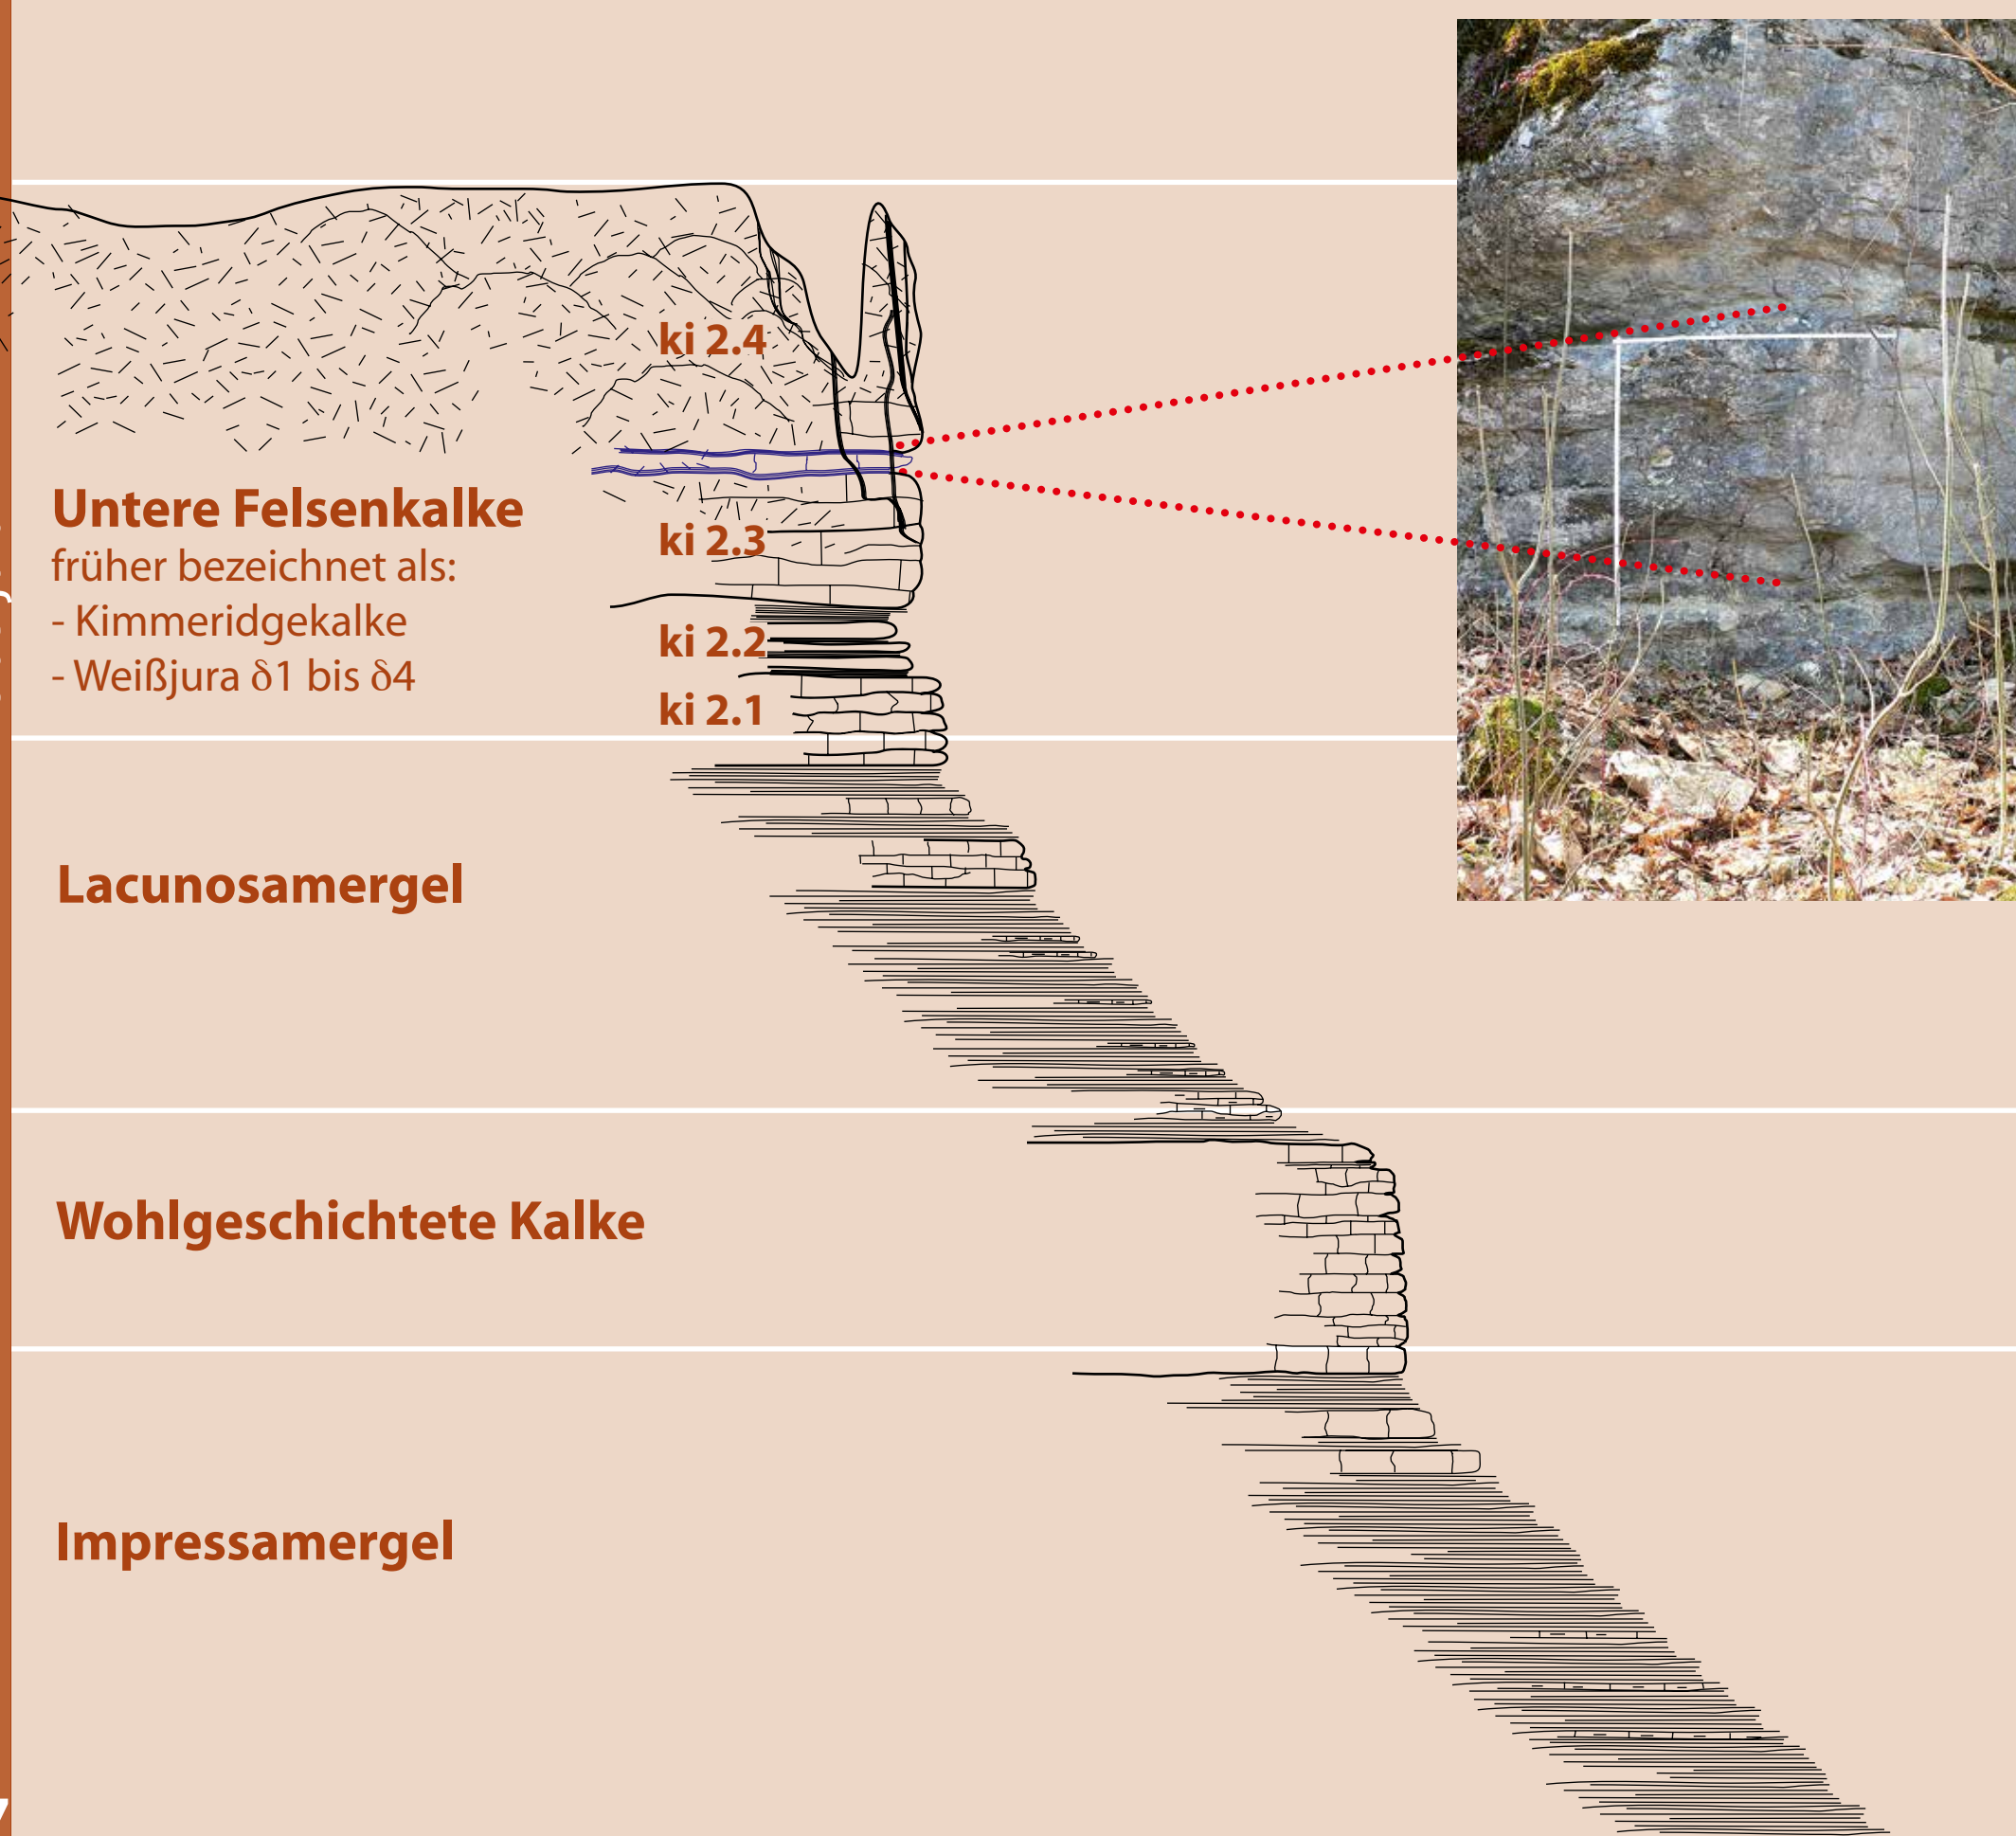 ki 2.4
Untere Felsenkalke
früher bezeichnet als:
- Kimmeridgekalke
- Weißjura δ1 bis δ4
ki 2.3
ki 2.2
ki 2.1
Lacunosamergel
Wohlgeschichtete Kalke
Impressamergel